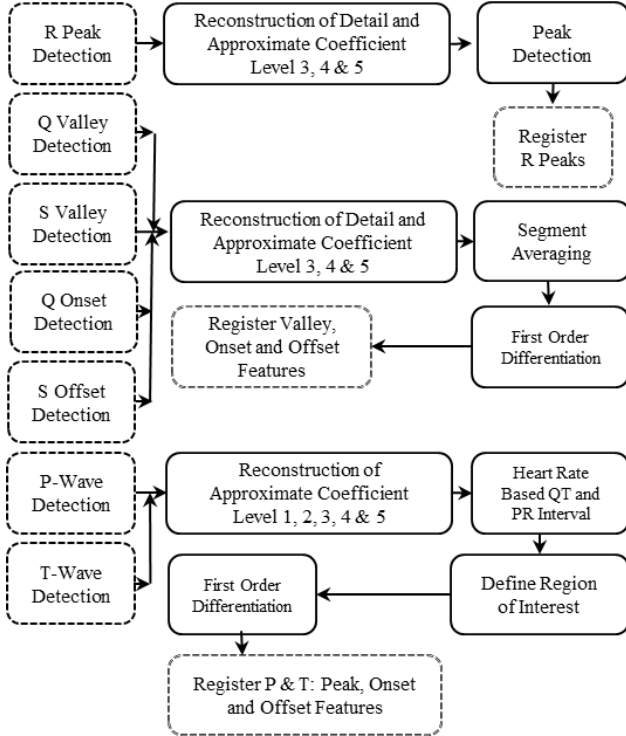 R Peak
Detection
Reconstruction of Detail and
Approximate Coefficient
Level 3, 4 & 5
Peak
Detection
Register
R Peaks
Q Valley
Detection
S Valley
Detection
Q Onset
Detection
S Offset
Detection
Reconstruction of Detail and
Approximate Coefficient
Level 3, 4 & 5
Segment
Averaging
First Order
Differentiation
Register Valley,
Onset and Offset
Features
P-Wave
Detection
T-Wave
Detection
Reconstruction of
Approximate Coefficient
Level 1, 2, 3, 4 & 5
Heart Rate
Based QT and
PR Interval
Define Region
of Interest
First Order
Differentiation
Register P & T: Peak, Onset
and Offset Features